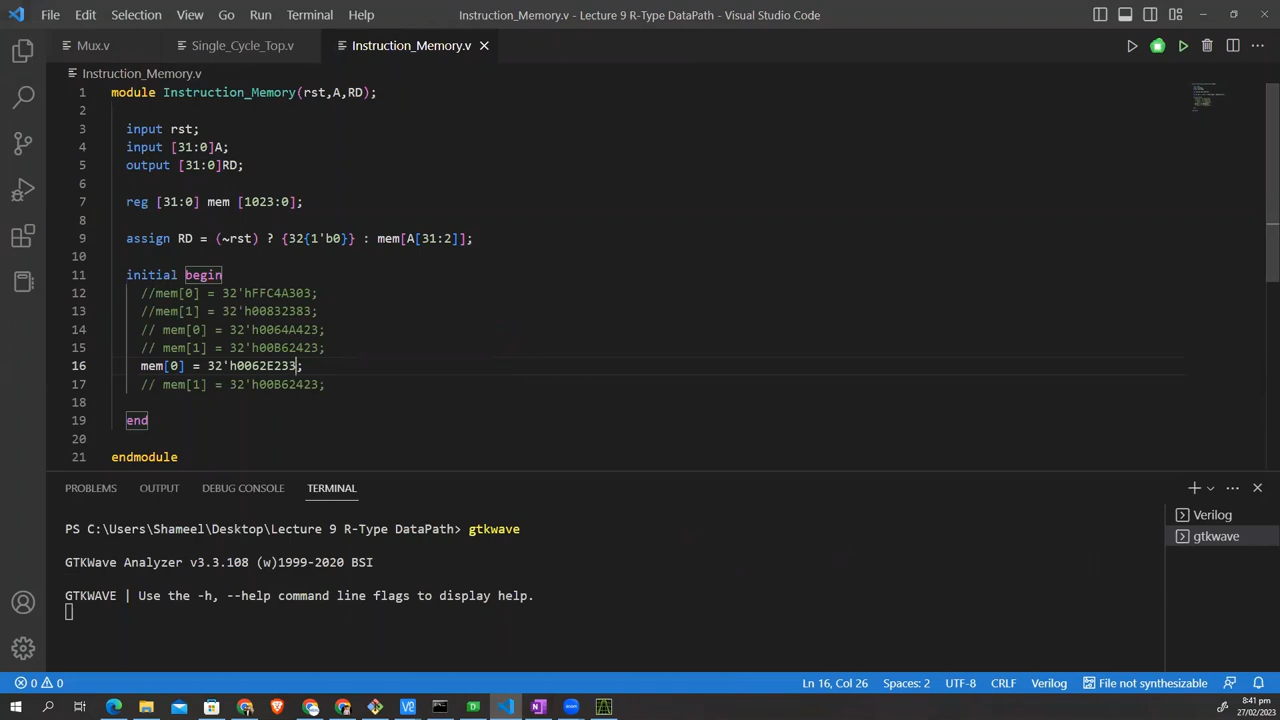 File Edit Selection View Go Run Terminal Help Instruction_Memory.v - Lecture 9 R-Type DataPath - Visual Studio Code
Mux.v Single_Cycle_Top.v Instruction_Memory.v
Instruction_Memory.v
1 module Instruction_Memory(rst,A,RD);
2
3 input rst;
4 input [31:0]A;
5 output [31:0]RD;
6
7 reg [31:0] mem [1023:0];
8
9 assign RD = (~rst) ? {32{1'b0}} : mem[A[31:2]];
10
11 initial begin
12 //mem[0] = 32'hFFC4A303;
13 //mem[1] = 32'h00832383;
14 // mem[0] = 32'h0064A423;
15 // mem[1] = 32'h00B62423;
16 mem[0] = 32'h0062E233;
17 // mem[1] = 32'h00B62423;
18
19 end
20
21 endmodule
PROBLEMS OUTPUT DEBUG CONSOLE TERMINAL
PS C:\Users\Shameel\Desktop\Lecture 9 R-Type DataPath> gtkwave
Verilog
gtkwave
GTKWave Analyzer v3.3.108 (w)1999-2020 BSI
GTKWAVE | Use the -h, --help command line flags to display help.
0 0 Ln 16, Col 26 Spaces: 2 UTF-8 CRLF Verilog File not synthesizable
8:41 pm
27/02/2023